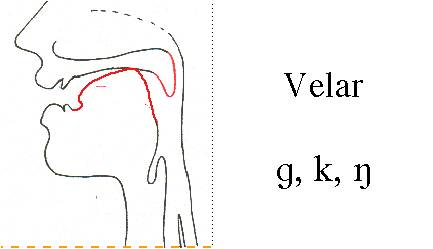 Velar
ɡ, k, ŋ